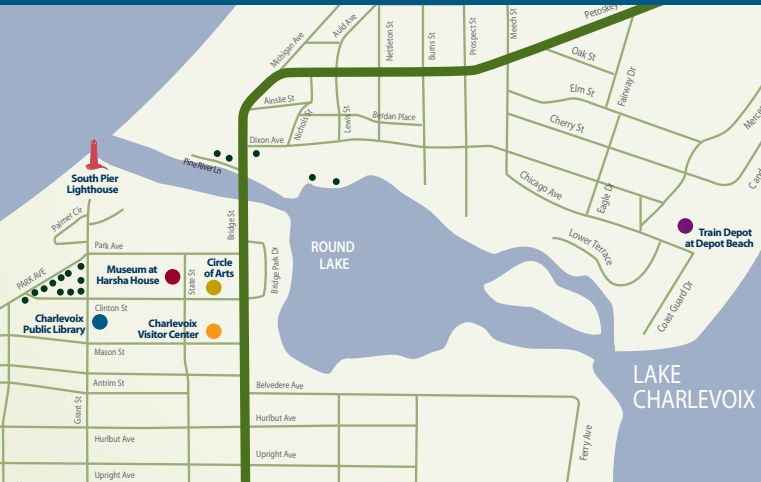 Petoskey
Meech St
Prospect St
Burns St
Nettleton St
Auld Ave
Michigan Ave
Oak St
Fairway Dr
Elm St
Cherry St
Ainslie St
Nichols St
Lewis St
Beldan Place
Dixon Ave
Pine River Ln
South Pier
Lighthouse
Chicago Ave
Eagle Dr
Palmer Cir
Bridge St
Park Ave
ROUND
LAKE
Lower Terrace
Train Depot
at Depot Beach
PARK AVE
Museum at
Harsha House
State St
Circle
of Arts
Bridge Park Dr
Coast Guard Dr
Clinton St
Charlevoix
Public Library
Charlevoix
Visitor Center
Mason St
LAKE
CHARLEVOIX
Antrim St
Belvedere Ave
Grant St
Hurlbut Ave
Hurlbut Ave
Ferry Ave
Upright Ave
Upright Ave